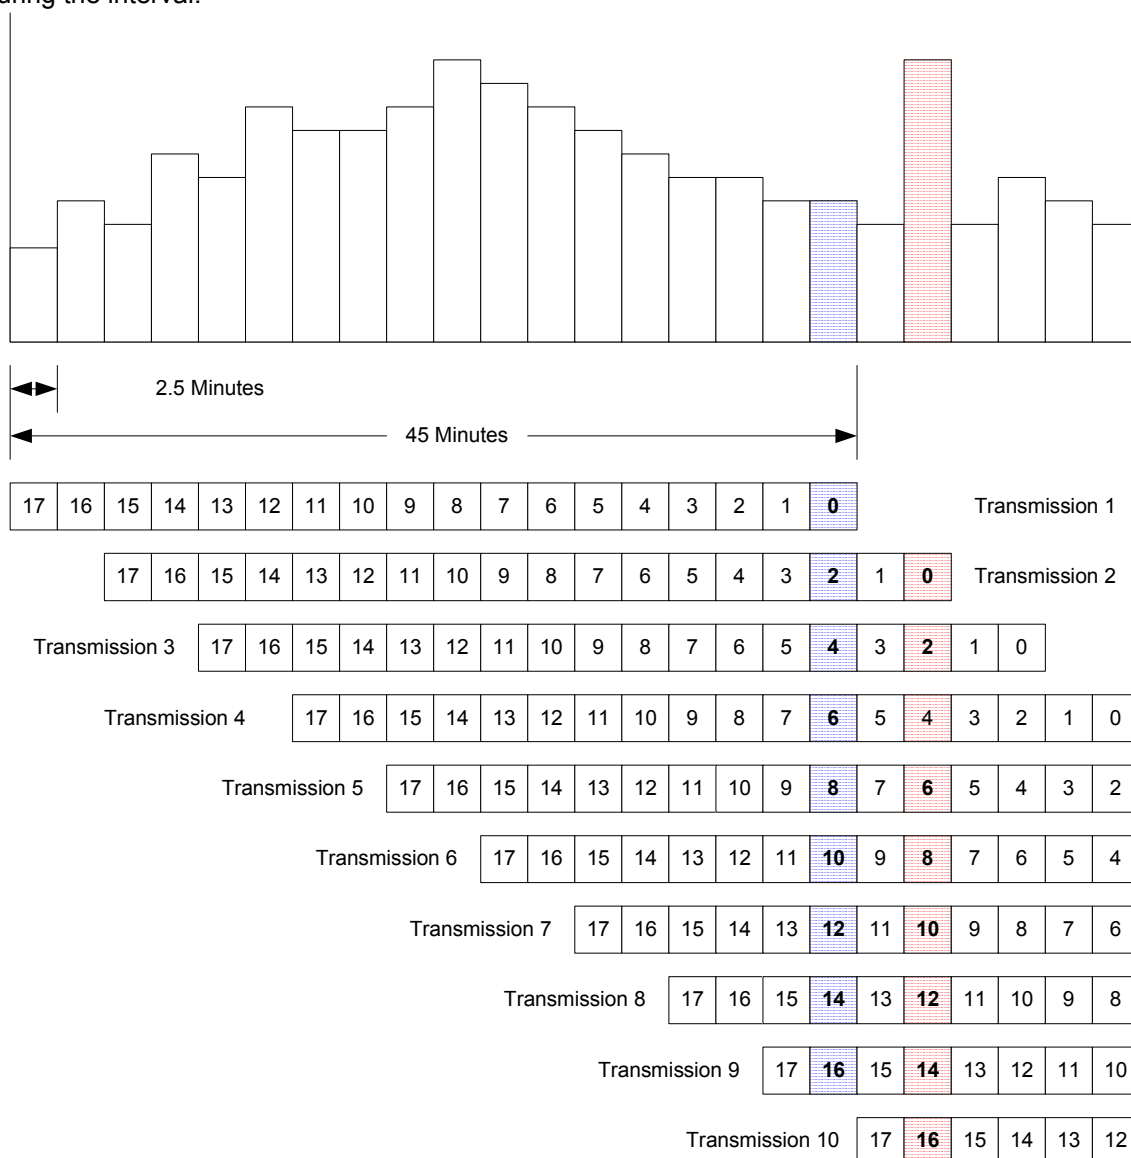 uring the interval.
2.5 Minutes
45 Minutes
17 16 15 14 13 12 11 10 9 8 7 6 5 4 3 2 1 0 Transmission 1
17 16 15 14 13 12 11 10 9 8 7 6 5 4 3 2 1 0 Transmission 2
Transmission 3 17 16 15 14 13 12 11 10 9 8 7 6 5 4 3 2 1 0
Transmission 4 17 16 15 14 13 12 11 10 9 8 7 6 5 4 3 2 1 0
Transmission 5 17 16 15 14 13 12 11 10 9 8 7 6 5 4 3 2
Transmission 6 17 16 15 14 13 12 11 10 9 8 7 6 5 4
Transmission 7 17 16 15 14 13 12 11 10 9 8 7 6
Transmission 8 17 16 15 14 13 12 11 10 9 8
Transmission 9 17 16 15 14 13 12 11 10
Transmission 10 17 16 15 14 13 12